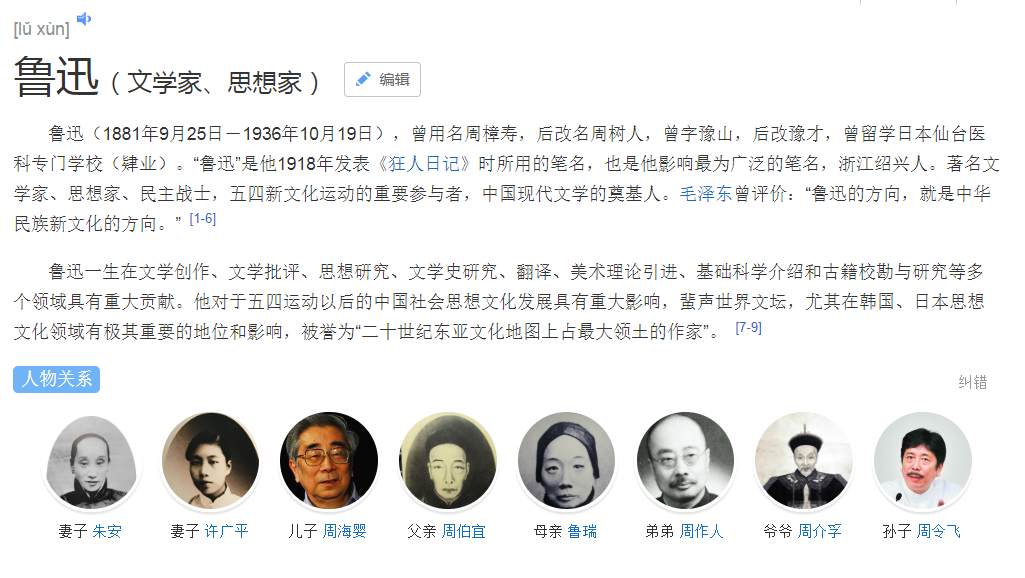 [lǔ xùn]
鲁迅（文学家、思想家） 编辑
鲁迅（1881年9月25日－1936年10月19日），曾用名周樟寿，后改名周树人，曾字豫山，后改豫才，曾留学日本仙台医
科专门学校（肄业）。“鲁迅”是他1918年发表《狂人日记》时所用的笔名，也是他影响最为广泛的笔名，浙江绍兴人。著名文
学家、思想家、民主战士，五四新文化运动的重要参与者，中国现代文学的奠基人。毛泽东曾评价：“鲁迅的方向，就是中华
民族新文化的方向。” [1-6]
鲁迅一生在文学创作、文学批评、思想研究、文学史研究、翻译、美术理论引进、基础科学介绍和古籍校勘与研究等多
个领域具有重大贡献。他对于五四运动以后的中国社会思想文化发展具有重大影响，蜚声世界文坛，尤其在韩国、日本思想
文化领域有极其重要的地位和影响，被誉为“二十世纪东亚文化地图上占最大领土的作家”。 [7-9]
人物关系 纠错
妻子 朱安 妻子 许广平 儿子 周海婴 父亲 周伯宜 母亲 鲁瑞 弟弟 周作人 爷爷 周介孚 孙子 周令飞